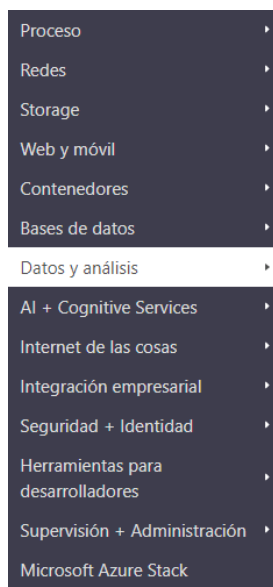 Proceso
Redes
Storage
Web y móvil
Contenedores
Bases de datos
Datos y análisis
AI + Cognitive Services
Internet de las cosas
Integración empresarial
Seguridad + Identidad
Herramientas para
desarrolladores
Supervisión + Administración
Microsoft Azure Stack